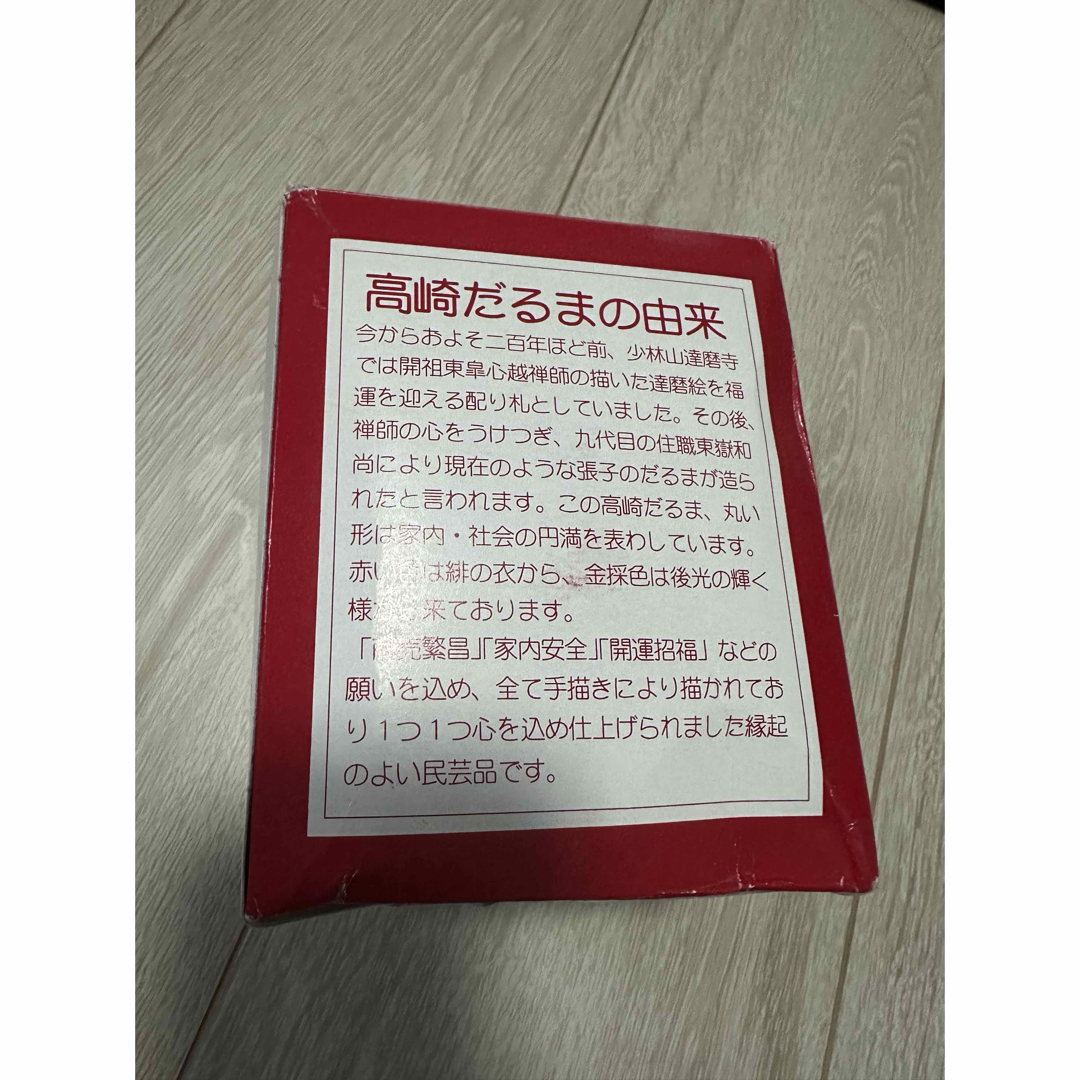 高崎だるまの由来
今からおよそ二百年ほど前、少林山達磨寺
では開祖東皐心越禅師の描いた達磨絵を福
運を迎える配り札としていました。その後、
禅師の心をうけつぎ、九代目の住職東嶽和
尚により現在のような張子のだるまが造ら
れたと言われます。この高崎だるま、丸い
形は家内・社会の円満を表わしています。
赤い は緋の衣から、金採色は後光の輝く
様 来ております。
「商売繁昌」「家内安全」「開運招福」などの
願いを込め、全て手描きにより描かれてお
り1つ1つ心を込め仕上げられました縁起
のよい民芸品です。